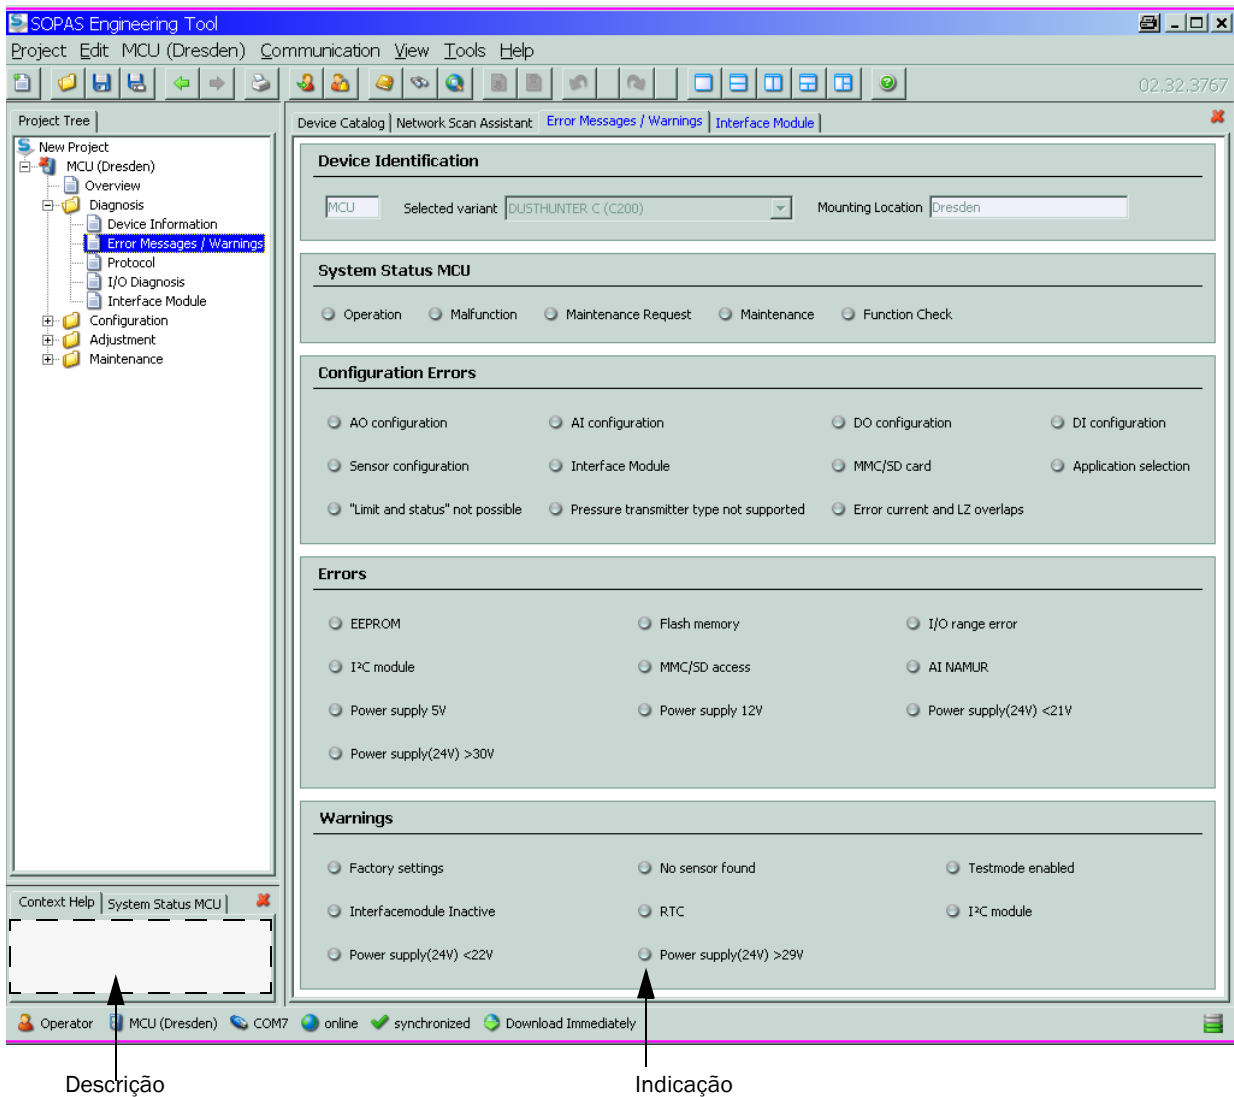 SOPAS Engineering Tool
Project Edit MCU (Dresden) Communication View Tools Help
02.32.3767
Project Tree
New Project
MCU (Dresden)
Overview
Diagnosis
Device Information
Error Messages / Warnings
Protocol
I/O Diagnosis
Interface Module
Configuration
Adjustment
Maintenance
Device Catalog Network Scan Assistant Error Messages / Warnings Interface Module
Device Identification
MCU Selected variant DUSTHUNTER C (C200) Mounting Location Dresden
System Status MCU
Operation Malfunction Maintenance Request Maintenance Function Check
Configuration Errors
AO configuration AI configuration DO configuration DI configuration
Sensor configuration Interface Module MMC/SD card Application selection
"Limit and status" not possible Pressure transmitter type not supported Error current and LZ overlaps
Errors
EEPROM Flash memory I/O range error
I²C module MMC/SD access AI NAMUR
Power supply 5V Power supply 12V Power supply(24V) <21V
Power supply(24V) >30V
Warnings
Factory settings No sensor found Testmode enabled
Interfacemodule Inactive RTC I²C module
Power supply(24V) <22V Power supply(24V) >29V
Context Help System Status MCU
Operator MCU (Dresden) COM7 online synchronized Download Immediately
Descrição Indicação